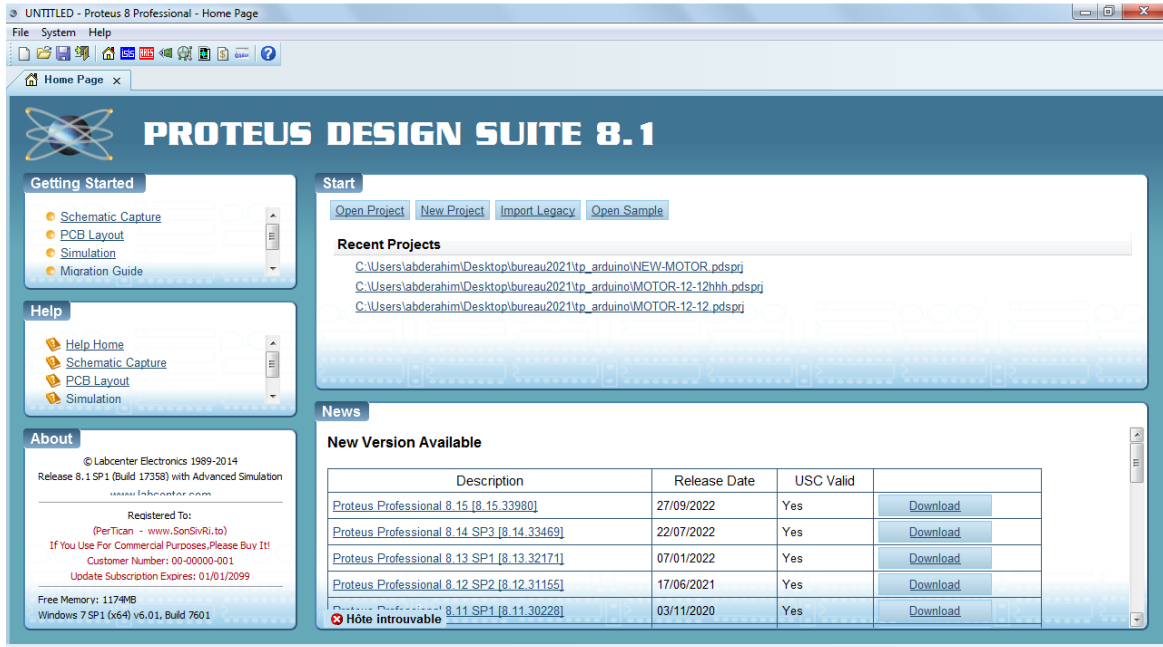 UNTITLED - Proteus 8 Professional - Home Page
File System Help
Home Page x
PROTEUS DESIGN SUITE 8.1
Getting Started
Schematic Capture
PCB Layout
Simulation
Migration Guide
Help
Help Home
Schematic Capture
PCB Layout
Simulation
About
© Labcenter Electronics 1989-2014
Release 8.1 SP1 (Build 17358) with Advanced Simulation
www.labcenter.com
Registered To:
(PerTican - www.SonSivRi.to)
If You Use For Commercial Purposes,Please Buy It!
Customer Number: 00-00000-001
Update Subscription Expires: 01/01/2099
Free Memory: 1174MB
Windows 7 SP1 (x64) v6.01, Build 7601
Start
Open Project New Project Import Legacy Open Sample
Recent Projects
C:\Users\abderahim\Desktop\bureau2021\tp_arduino\NEW-MOTOR.pdsprj
C:\Users\abderahim\Desktop\bureau2021\tp_arduino\MOTOR-12-12hhh.pdsprj
C:\Users\abderahim\Desktop\bureau2021\tp_arduino\MOTOR-12-12.pdsprj
News
New Version Available
Description Release Date USC Valid
Proteus Professional 8.15 [8.15.33980] 27/09/2022 Yes Download
Proteus Professional 8.14 SP3 [8.14.33469] 22/07/2022 Yes Download
Proteus Professional 8.13 SP1 [8.13.32171] 07/01/2022 Yes Download
Proteus Professional 8.12 SP2 [8.12.31155] 17/06/2021 Yes Download
Proteus Professional 8.11 SP1 [8.11.30228] 03/11/2020 Yes Download
Hôte introuvable